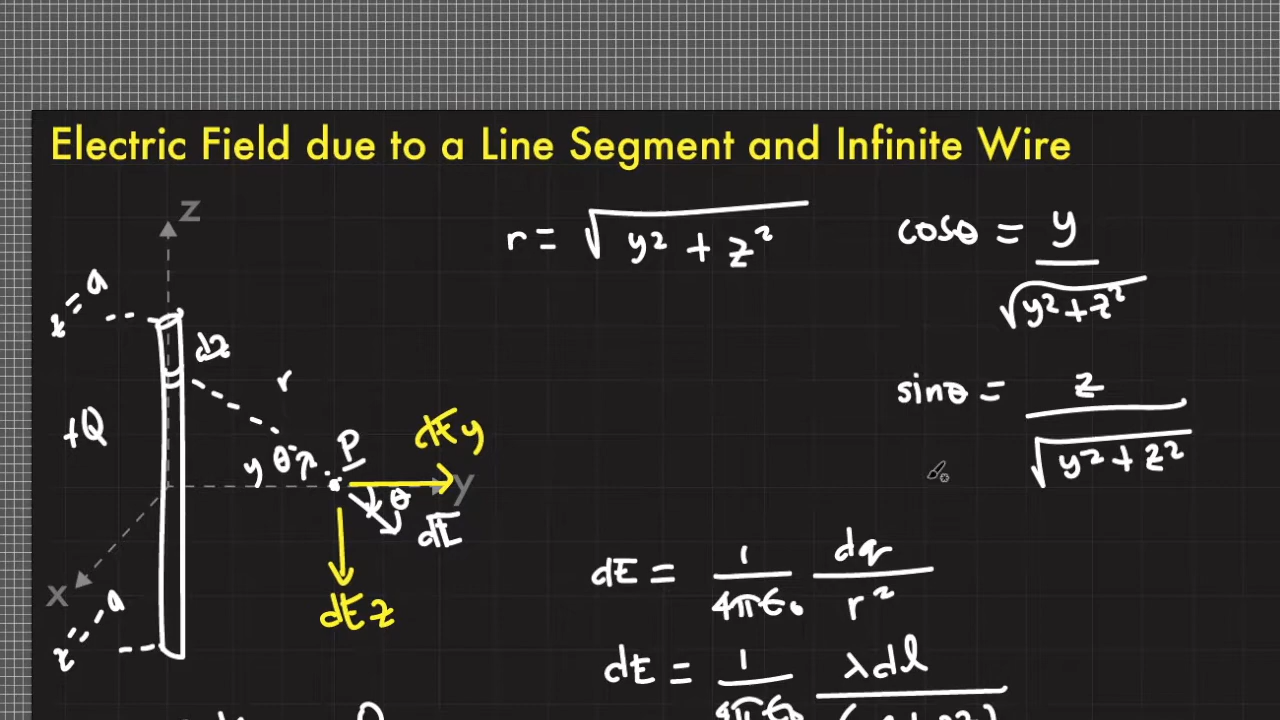 Electric Field due to a Line Segment and Infinite Wire
z
r = √(y² + z²)
cosθ = y / √(y² + z²)
z = a
dz
r
sinθ = z / √(y² + z²)
+Q
dEy
P
y θ
y
θ
dE
dE = 1/4πϵ₀ dq/r²
x
z = a
dEz
dE = 1/4πϵ₀ λdl